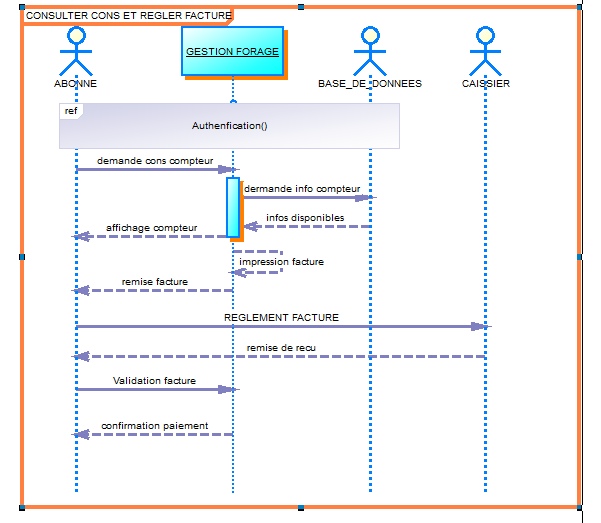 CONSULTER CONS ET REGLER FACTURE
GESTION FORAGE
ABONNE
BASE_DE_DONNEES
CAISSIER
ref
Authenfication()
demande cons compteur
dermande info compteur
infos disponibles
affichage compteur
impression facture
remise facture
REGLEMENT FACTURE
remise de recu
Validation facture
confirmation paiement